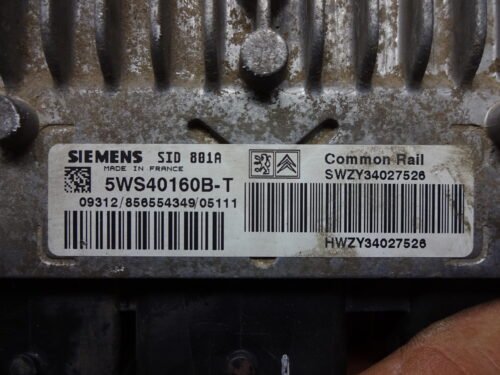 SIEMENS SID 801A
MADE IN FRANCE
5WS40160B-T
09312/856554349/05111
Common Rail
SWZY34027526
HWZY34027526